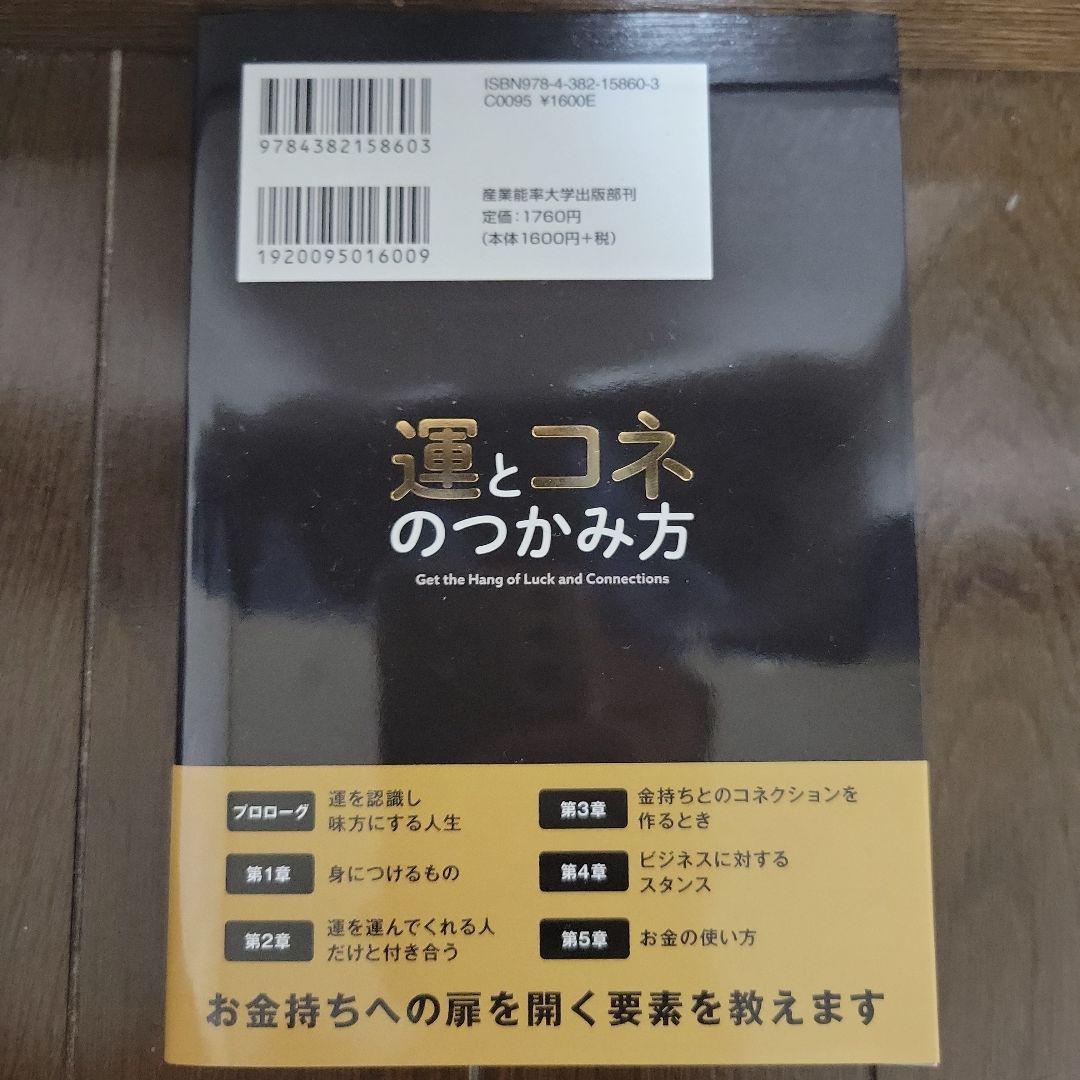 ISBN978-4-382-15860-3
C0095 ¥1600E
9784382158603
産業能率大学出版部刊
定価:1760円
(本体1600円+税)
1920095016009
運とコネ
のつかみ方
Get the Hang of Luck and Connections
プロローグ
運を認識し
味方にする人生
第1章
身につけるもの
第2章
運を運んでくれる人
だけと付き合う
第3章
金持ちとのコネクションを
作るとき
第4章
ビジネスに対する
スタンス
第5章
お金の使い方
お金持ちへの扉を開く要素を教えます